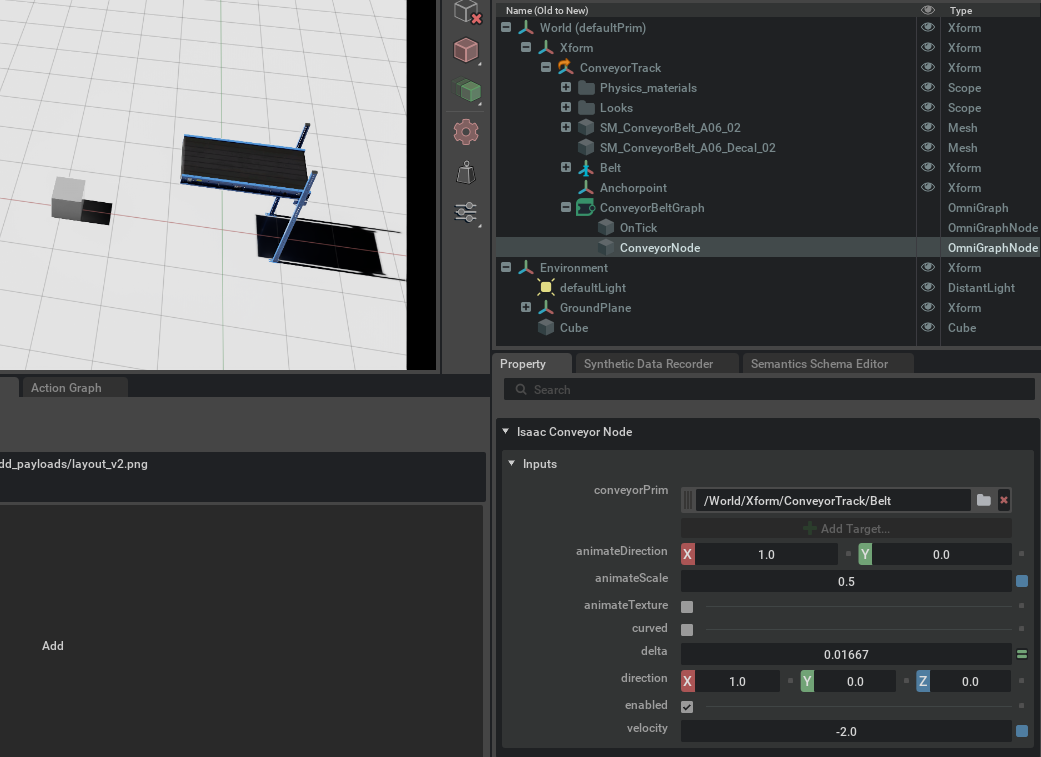 Name (Old to New) Type
World (defaultPrim) Xform
Xform Xform
ConveyorTrack Xform
Physics_materials Scope
Looks Scope
SM_ConveyorBelt_A06_02 Mesh
SM_ConveyorBelt_A06_Decal_02 Mesh
Belt Xform
Anchorpoint Xform
ConveyorBeltGraph OmniGraph
OnTick OmniGraphNode
ConveyorNode OmniGraphNode
Environment Xform
defaultLight DistantLight
GroundPlane Xform
Cube Cube
Property Synthetic Data Recorder Semantics Schema Editor
Search
Isaac Conveyor Node
Inputs
conveyorPrim /World/Xform/ConveyorTrack/Belt
Add Target...
animateDirection X 1.0 Y 0.0
animateScale 0.5
animateTexture
curved
delta 0.01667
direction X 1.0 Y 0.0 Z 0.0
enabled
velocity -2.0
Action Graph
dd_payloads/layout_v2.png
Add